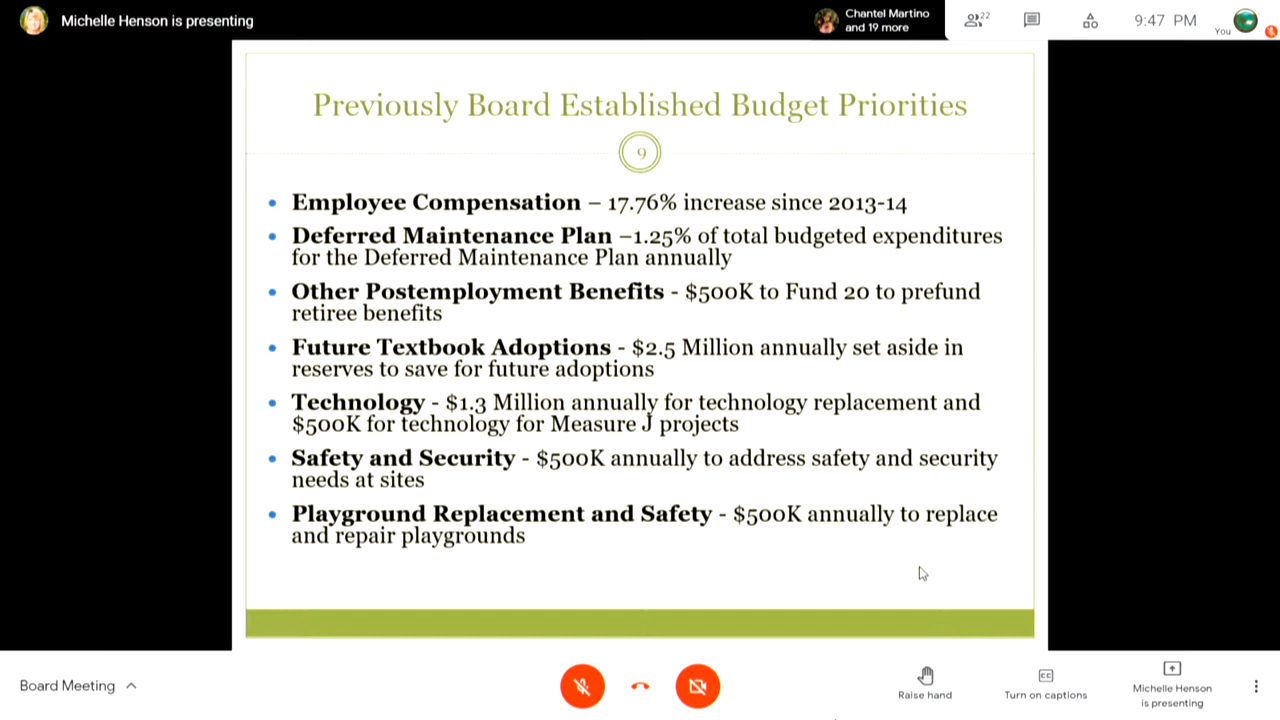 Michelle Henson is presenting
Chantel Martino
and 19 more
22
9:47 PM
You
Previously Board Established Budget Priorities
9
• Employee Compensation – 17.76% increase since 2013-14
• Deferred Maintenance Plan –1.25% of total budgeted expenditures
for the Deferred Maintenance Plan annually
• Other Postemployment Benefits - $500K to Fund 20 to prefund
retiree benefits
• Future Textbook Adoptions - $2.5 Million annually set aside in
reserves to save for future adoptions
• Technology - $1.3 Million annually for technology replacement and
$500K for technology for Measure J projects
• Safety and Security - $500K annually to address safety and security
needs at sites
• Playground Replacement and Safety - $500K annually to replace
and repair playgrounds
Board Meeting
Raise hand
CC
Turn on captions
Michelle Henson
is presenting